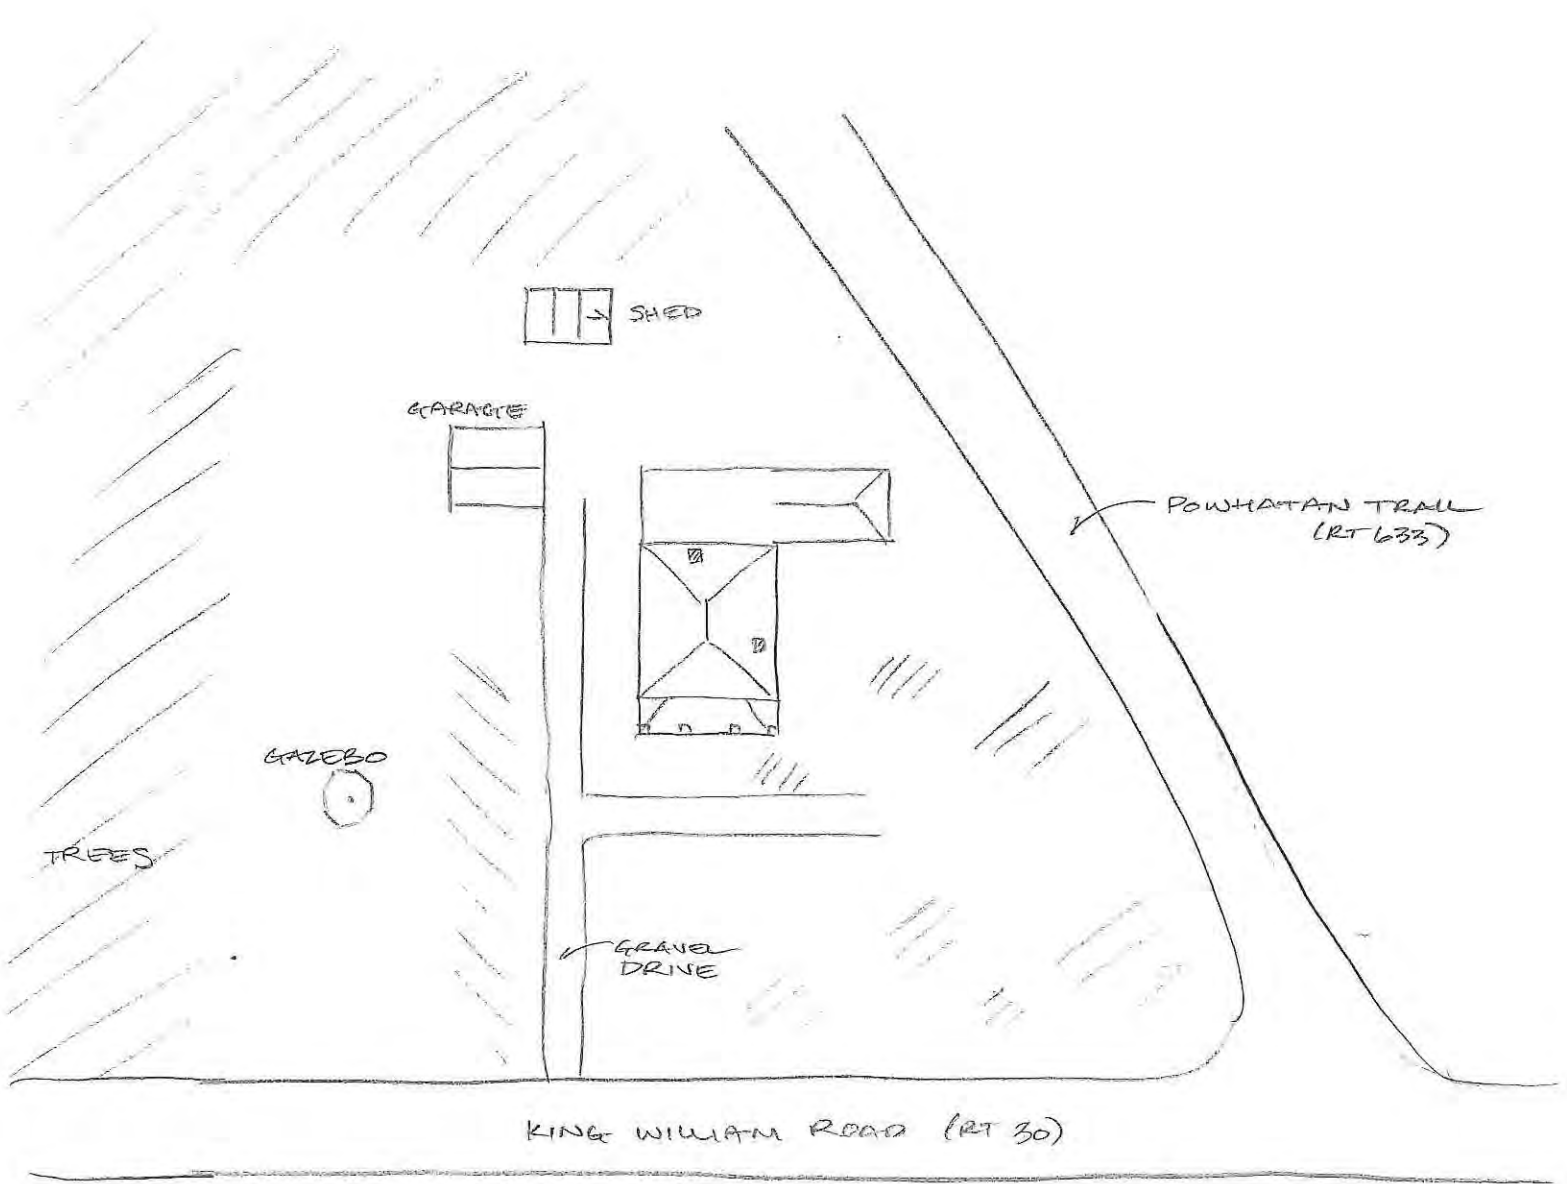 SHED
GARAGE
POWHATAN TRAIL
(RT 633)
GAZEBO
TREES
GRAVEL
DRIVE
KING WILLIAM ROAD (RT 30)